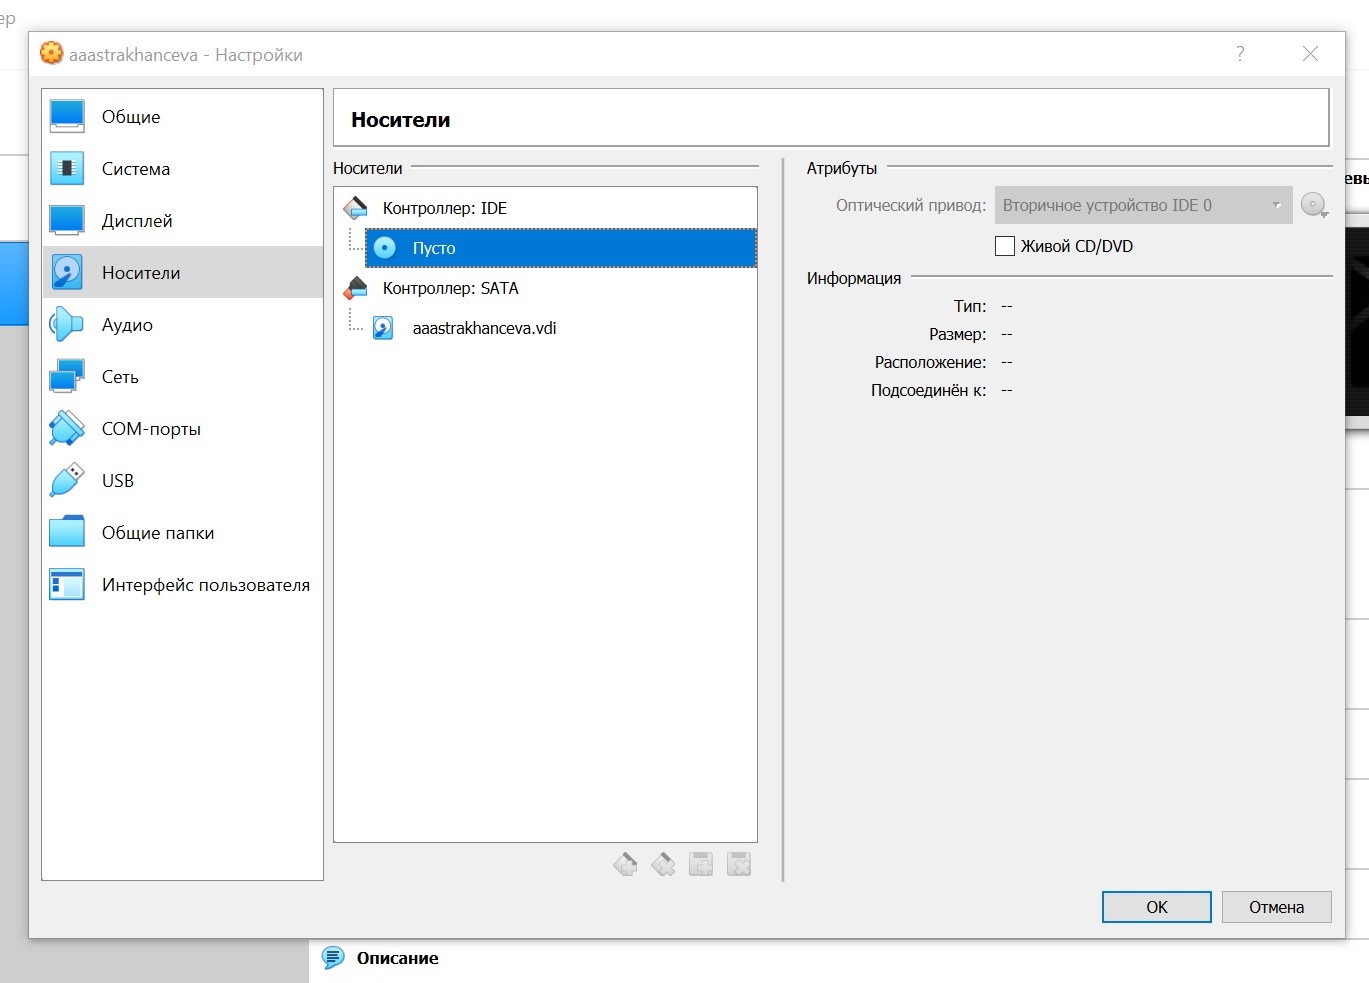 ер
aaastrakhanceva - Настройки
?
Общие
Система
Дисплей
Носители
Аудио
Сеть
COM-порты
USB
Общие папки
Интерфейс пользователя
Носители
Носители
Контроллер: IDE
Пусто
Контроллер: SATA
aaastrakhanceva.vdi
Атрибуты
Оптический привод: Вторичное устройство IDE 0
Живой CD/DVD
Информация
Тип: --
Размер: --
Расположение: --
Подсоединён к: --
OK
Отмена
Описание